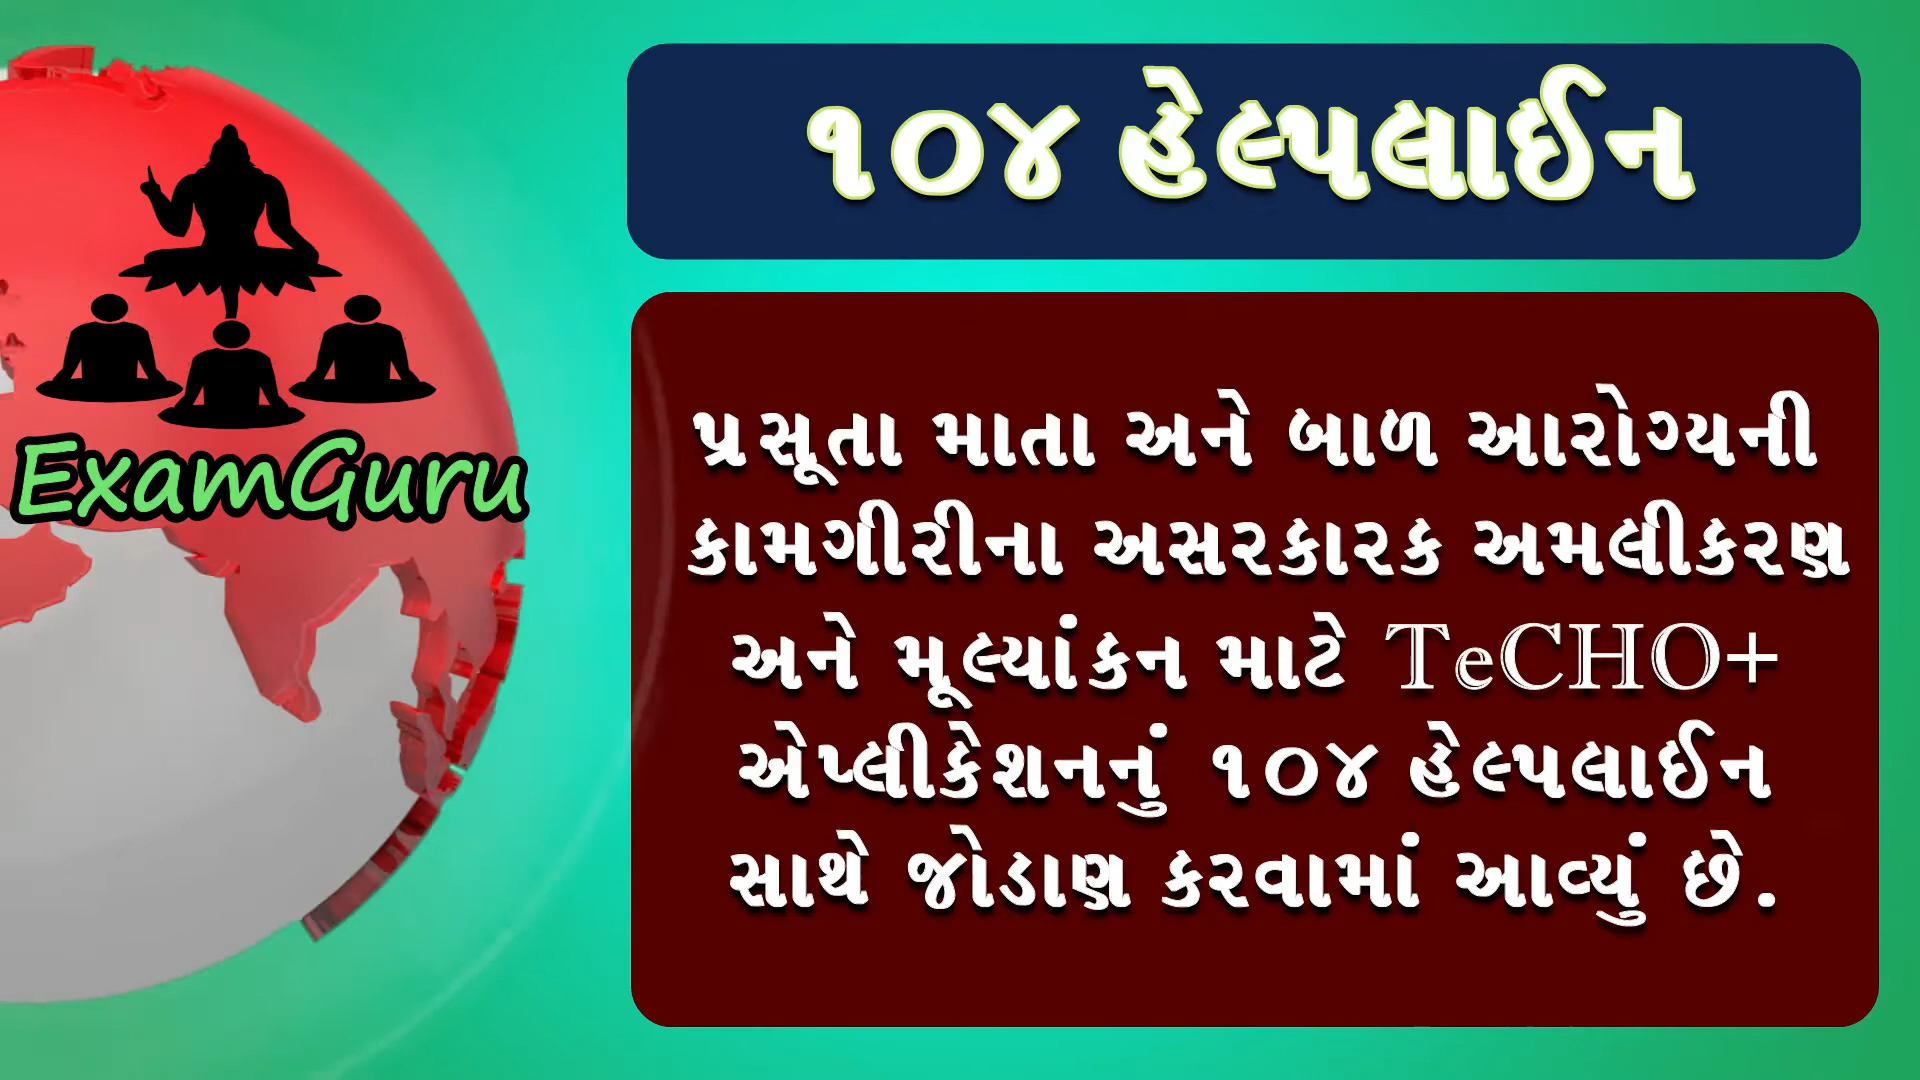 ૧૦૪ હેલ્પલાઈન
ExamGuru
પ્રસૂતા માતા અને બાળ આરોગ્યની
કામગીરીના અસરકારક અમલીકરણ
અને મૂલ્યાંકન માટે TeCHO+
એપ્લીકેશનનું ૧૦૪ હેલ્પલાઈન
સાથે જોડાણ કરવામાં આવ્યું છે.